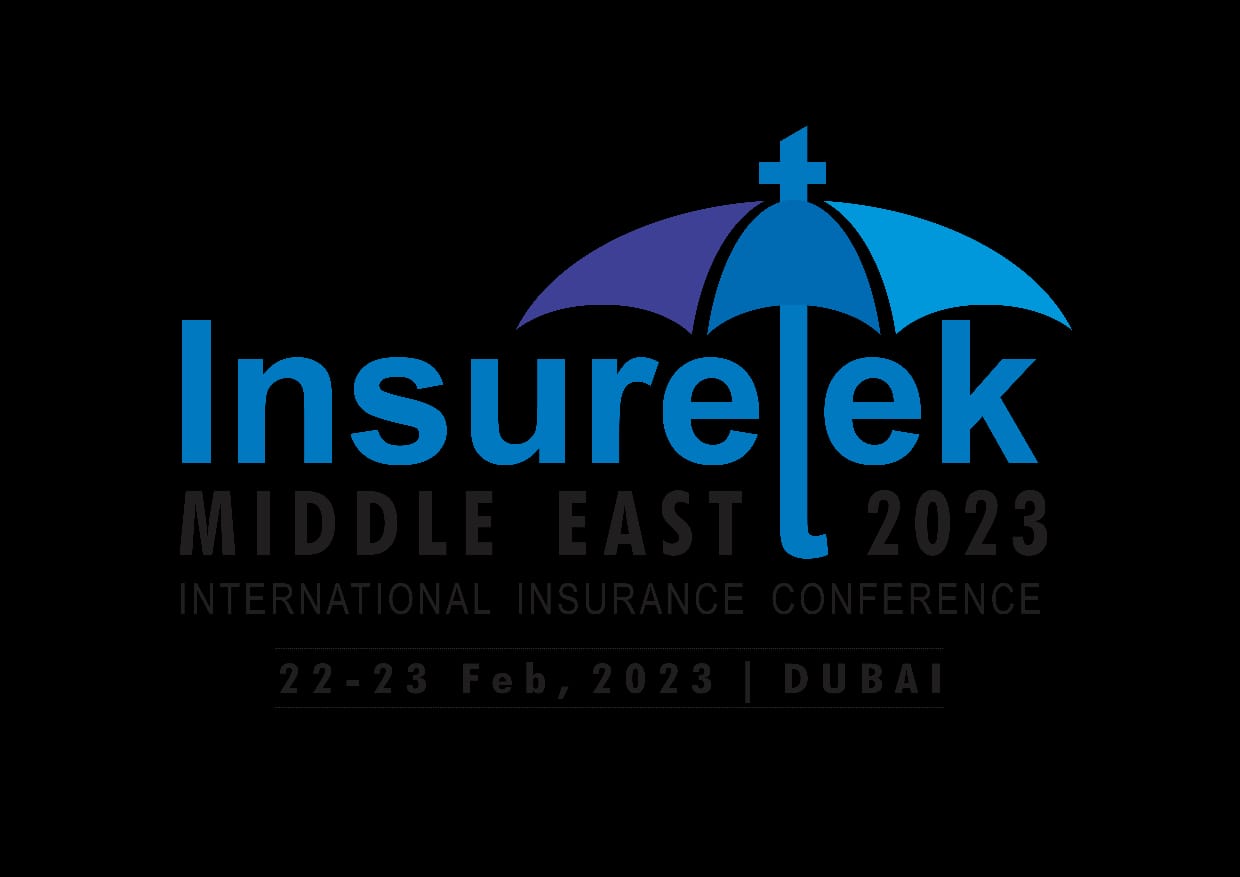 Insuretek
MIDDLE EAST 2023
INTERNATIONAL INSURANCE CONFERENCE
22-23 Feb, 2023 | DUBAI